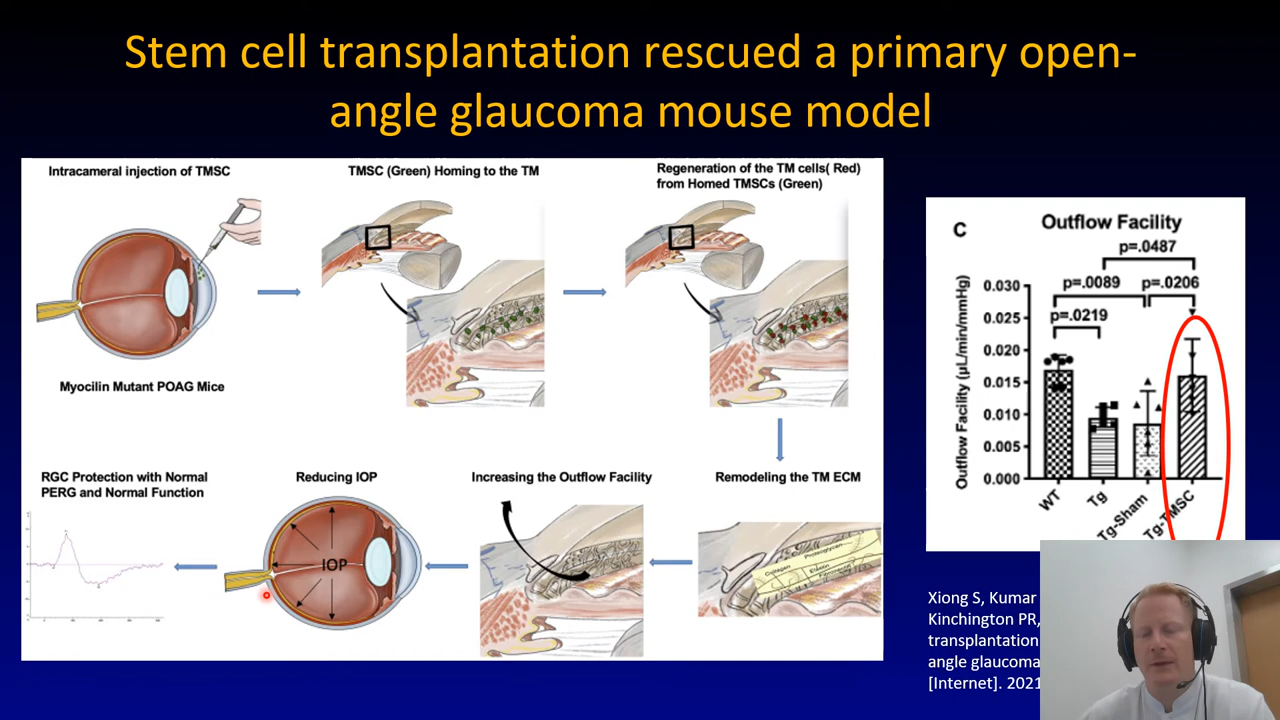 Stem cell transplantation rescued a primary open-
angle glaucoma mouse model
Intracameral injection of TMSC
TMSC (Green) Homing to the TM
Regeneration of the TM cells( Red)
from Homed TMSCs (Green)
Myocilin Mutant POAG Mice
RGC Protection with Normal
PERG and Normal Function
Reducing IOP
Increasing the Outflow Facility
Remodeling the TM ECM
IOP
Collagen
Proteoglycan
Elastin
C
Outflow Facility
p=.0487
p=.0089
p=.0206
p=.0219
Outflow Facility (µL/min/mmHg)
0.030
0.025
0.020
0.015
0.010
0.005
0.000
WT
Tg
Tg-Sham
Tg-TMSC
Xiong S, Kumar
Kinchington PR,
transplantation
angle glaucoma
[Internet]. 2021